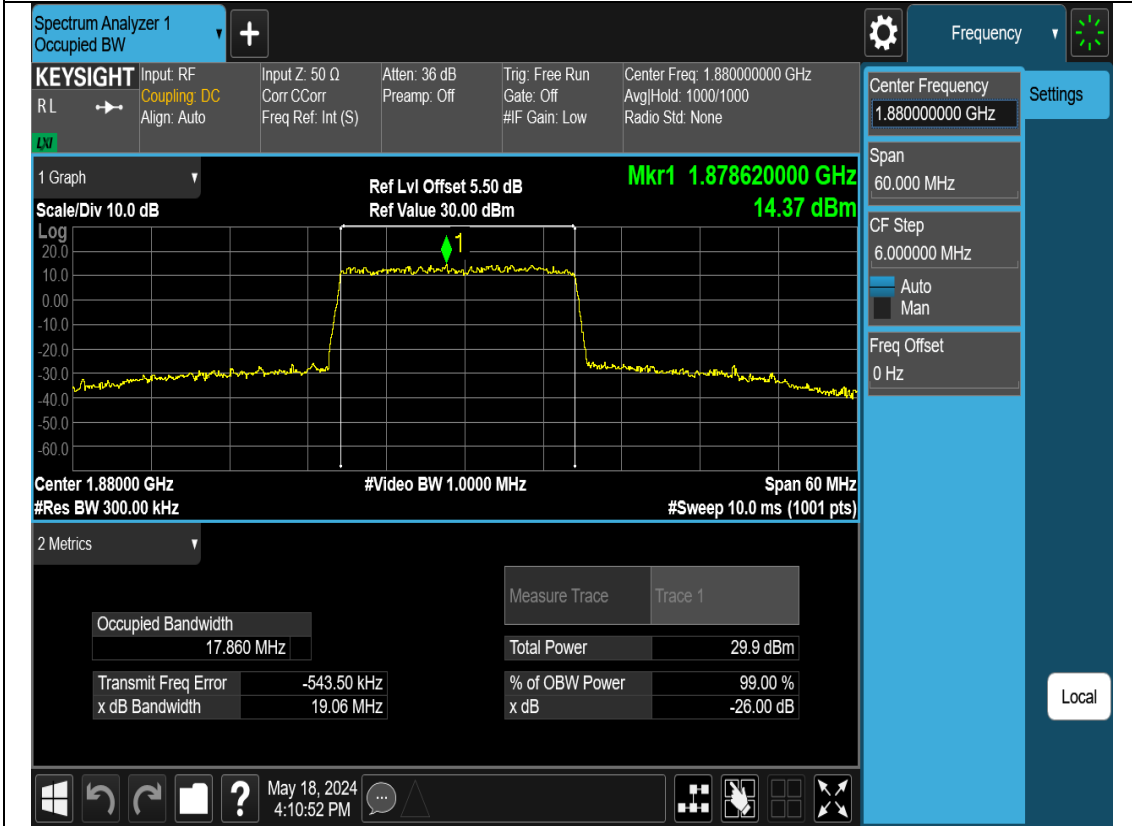 Spectrum Analyzer 1
Occupied BW
+
Frequency
KEYSIGHT
R L
LXI
Input: RF
Coupling: DC
Align: Auto
Input Z: 50 Ω
Corr CCorr
Freq Ref: Int (S)
Atten: 36 dB
Preamp: Off
Trig: Free Run
Gate: Off
#IF Gain: Low
Center Freq: 1.880000000 GHz
Avg|Hold: 1000/1000
Radio Std: None
Center Frequency
1.880000000 GHz
Settings
Span
60.000 MHz
CF Step
6.000000 MHz
Auto
Man
Freq Offset
0 Hz
Local
1 Graph
Scale/Div 10.0 dB
Ref Lvl Offset 5.50 dB
Ref Value 30.00 dBm
Mkr1 1.878620000 GHz
14.37 dBm
Log
20.0
10.0
0.00
-10.0
-20.0
-30.0
-40.0
-50.0
-60.0
1
Center 1.88000 GHz
#Video BW 1.0000 MHz
Span 60 MHz
#Res BW 300.00 kHz
#Sweep 10.0 ms (1001 pts)
2 Metrics
Measure Trace Trace 1
Occupied Bandwidth
17.860 MHz
Total Power 29.9 dBm
Transmit Freq Error -543.50 kHz
% of OBW Power 99.00 %
x dB Bandwidth 19.06 MHz
x dB -26.00 dB
?
May 18, 2024
4:10:52 PM